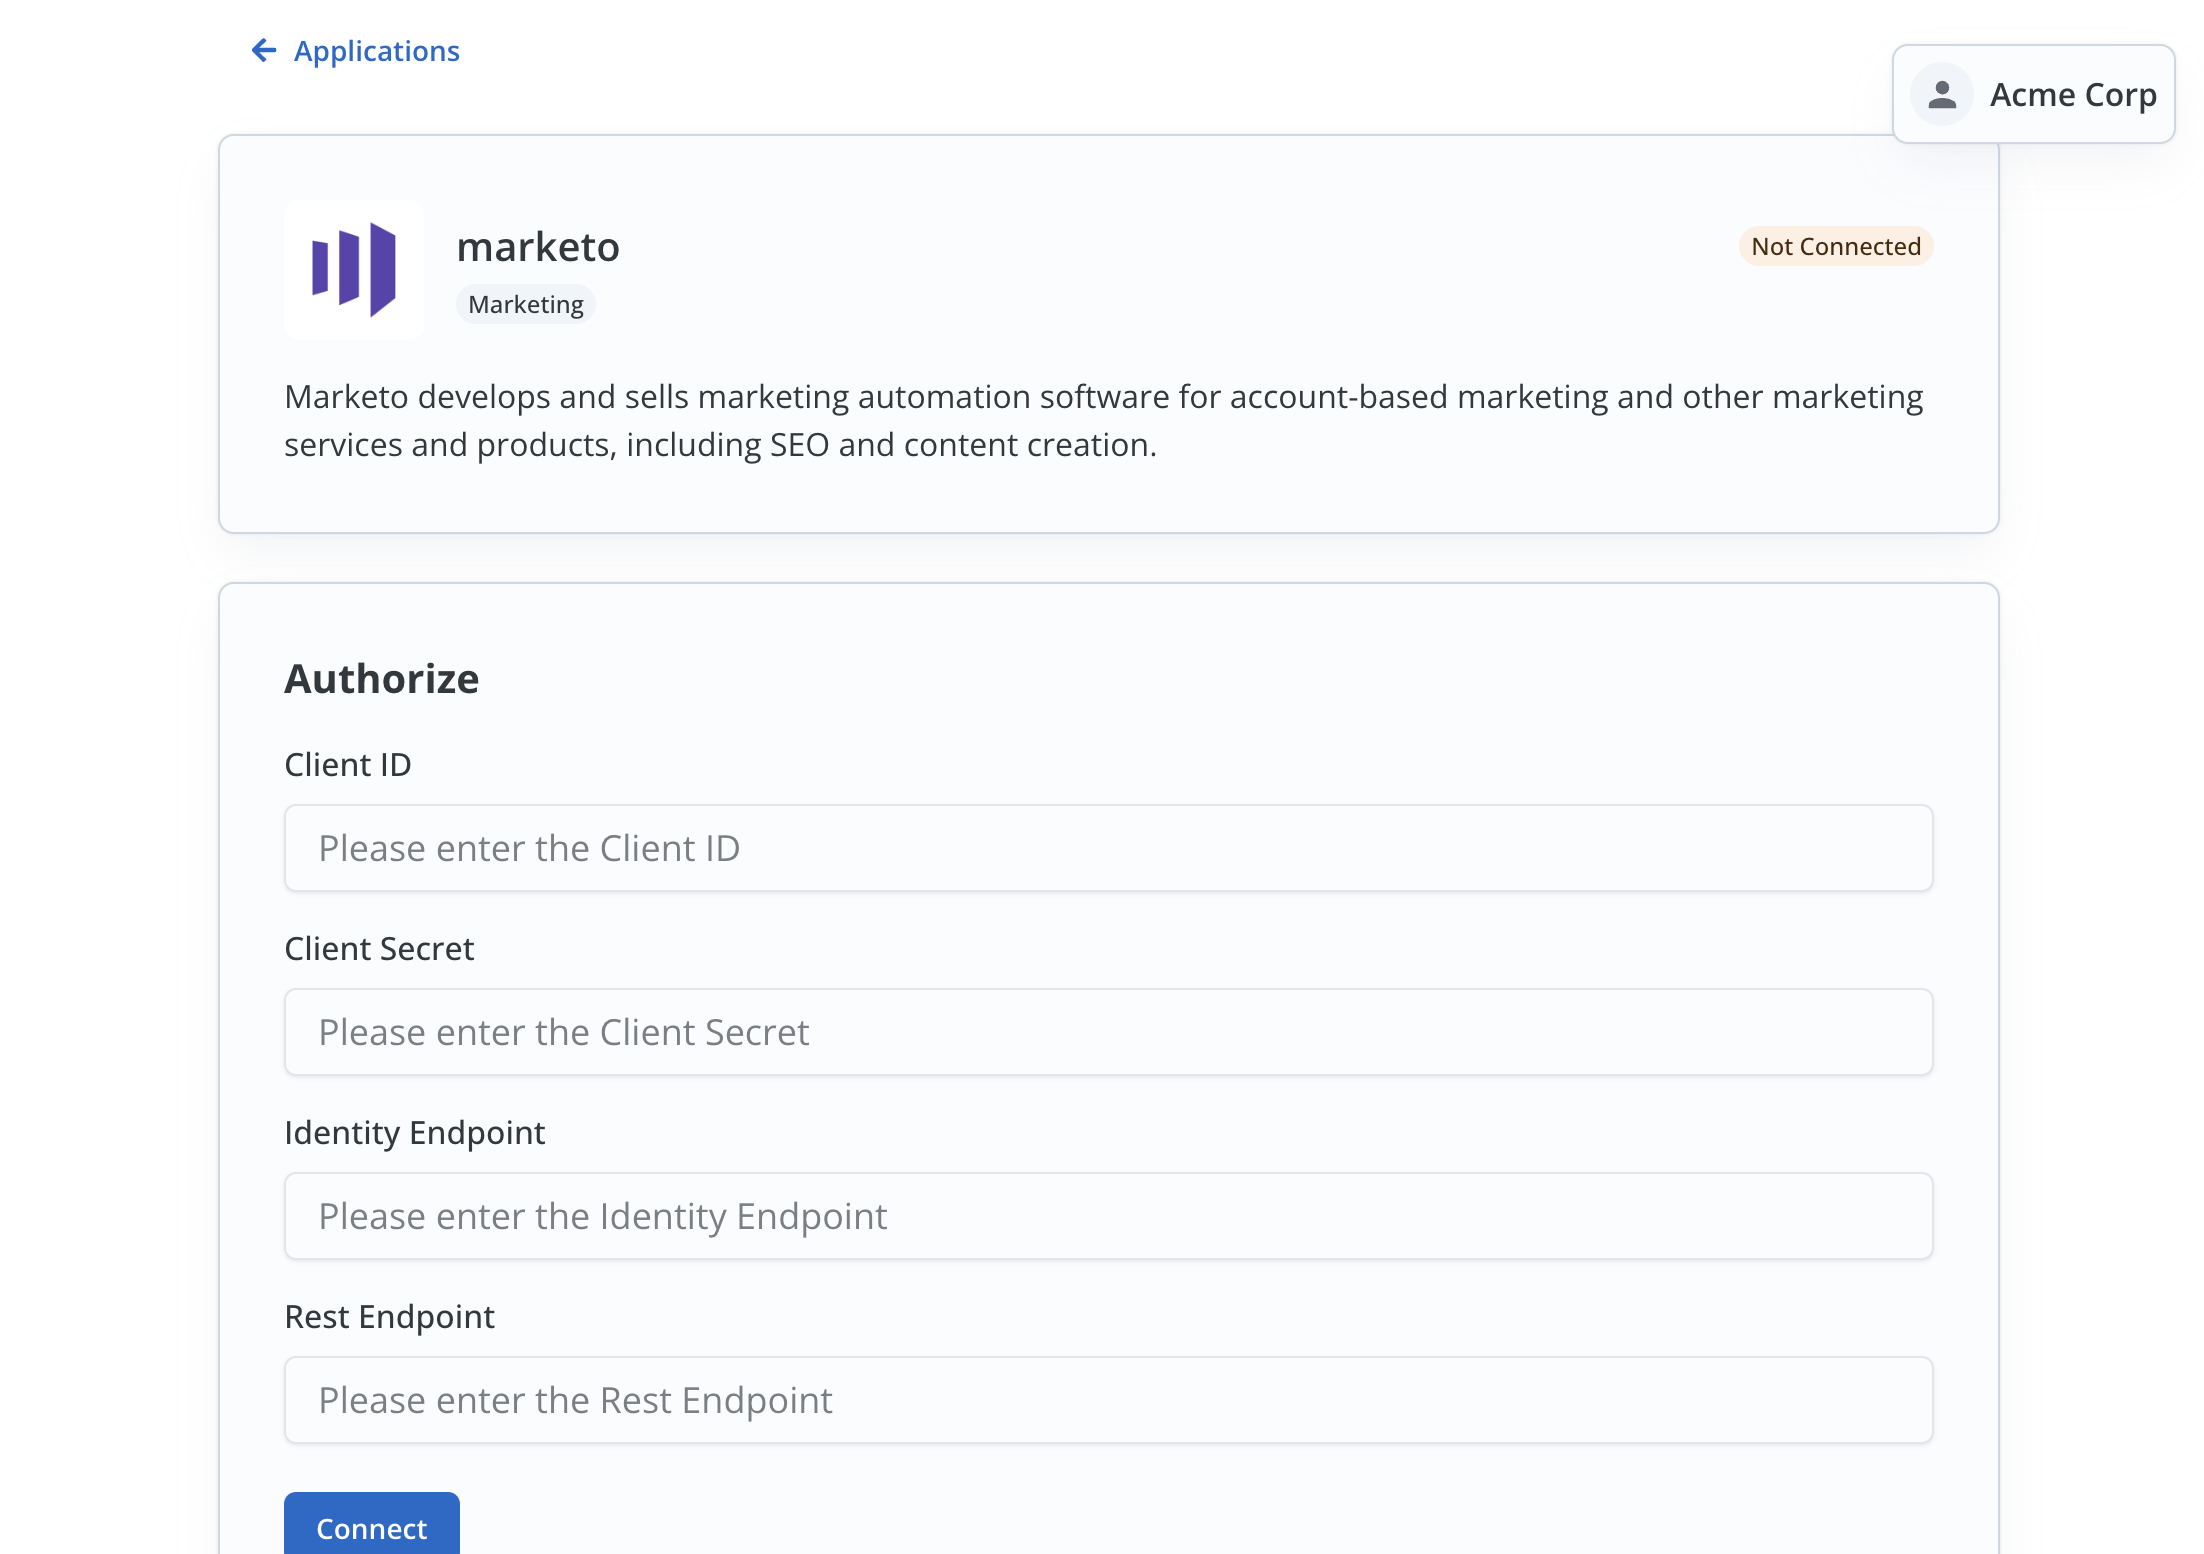 Applications
Acme Corp
marketo
Not Connected
Marketing
Marketo develops and sells marketing automation software for account-based marketing and other marketing
services and products, including SEO and content creation.
Authorize
Client ID
Please enter the Client ID
Client Secret
Please enter the Client Secret
Identity Endpoint
Please enter the Identity Endpoint
Rest Endpoint
Please enter the Rest Endpoint
Connect